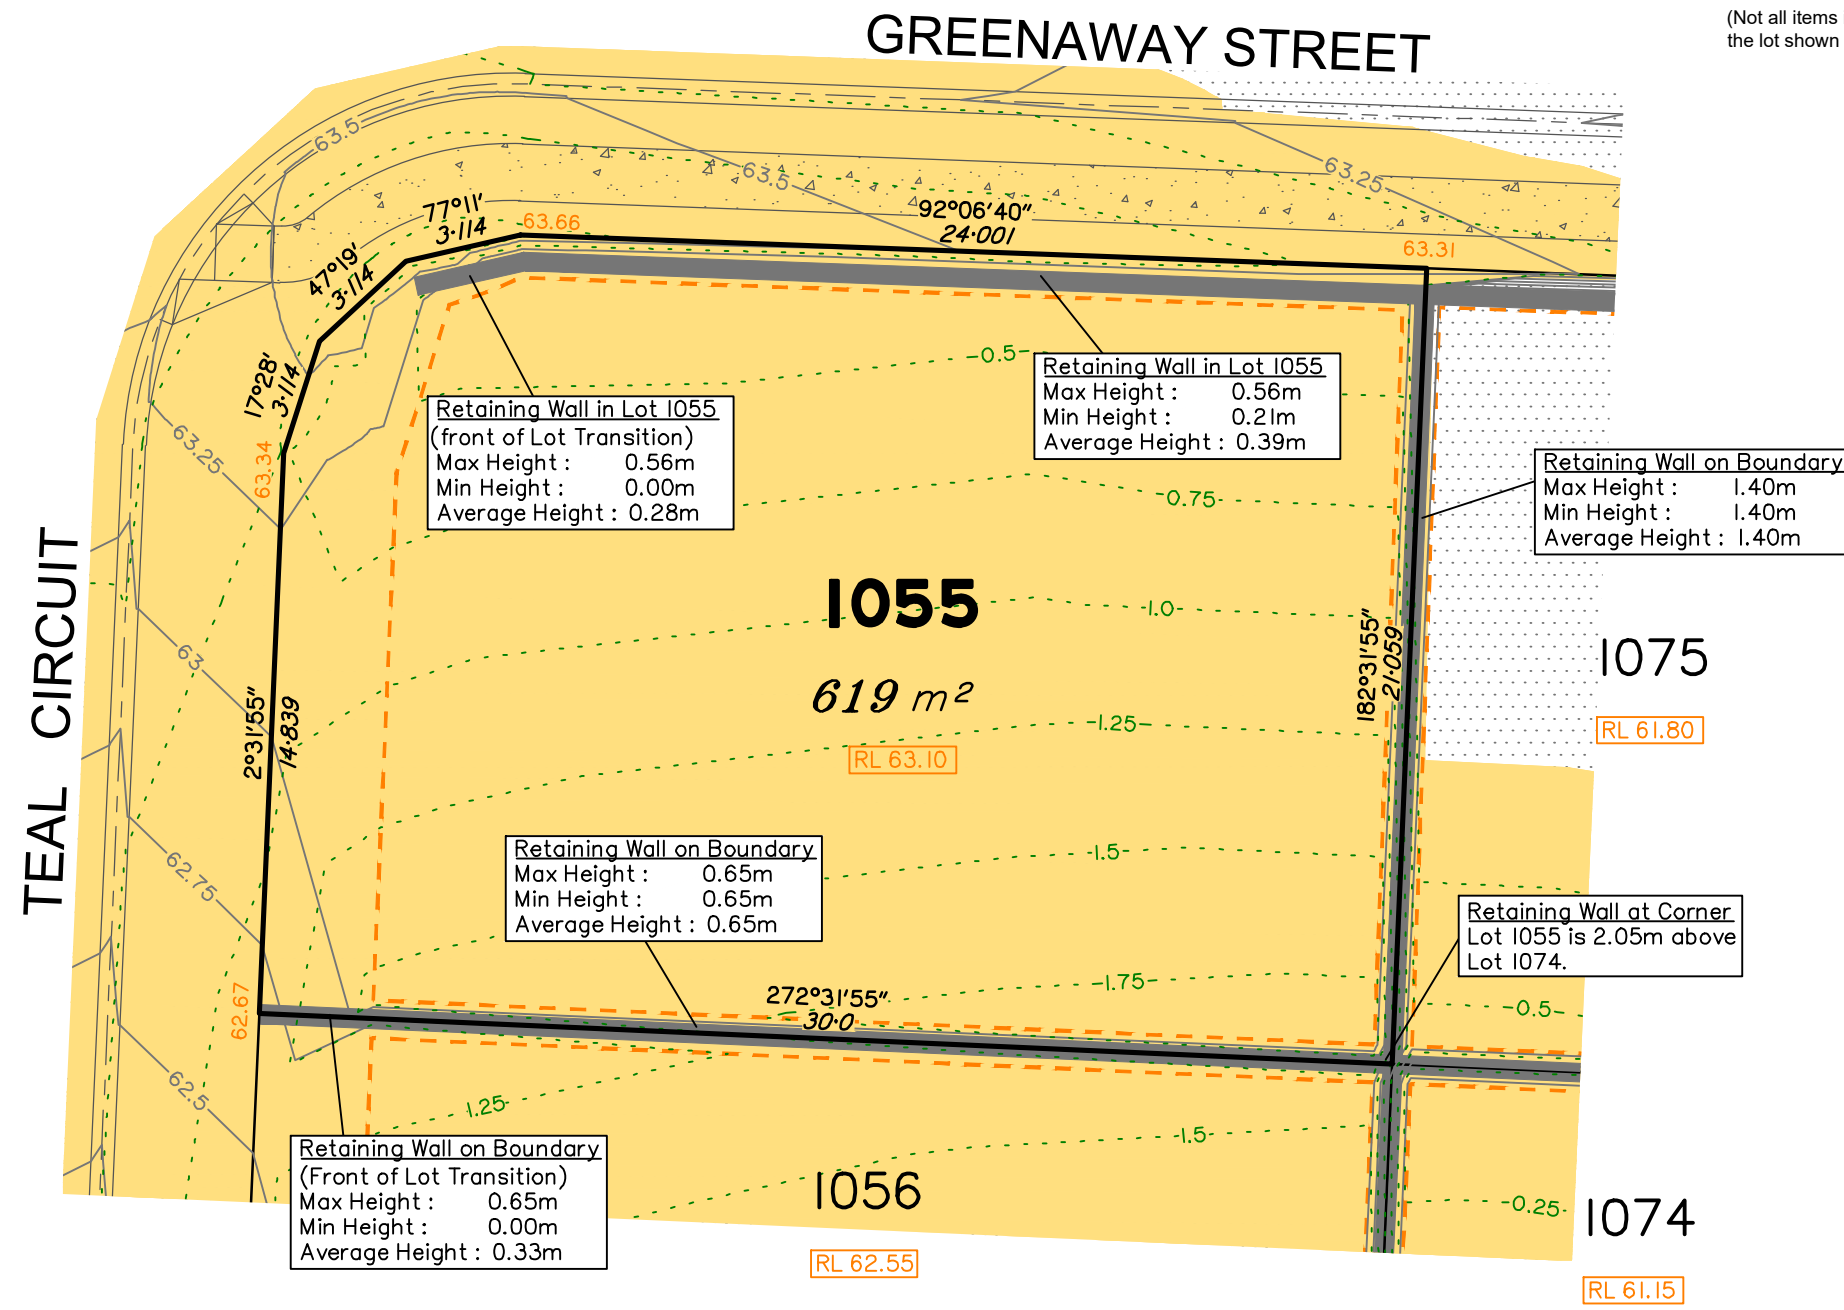 GREENAWAY STREET
(Not all items
the lot shown
63.5
63.5
63.25
77°11'
3·114
63.66
92°06'40"
24·001
63.31
47°19'
3·114
17°28'
3·114
63.34
63.25
-0.5-
Retaining Wall in Lot 1055
(front of Lot Transition)
Max Height : 0.56m
Min Height : 0.00m
Average Height : 0.28m
Retaining Wall in Lot 1055
Max Height : 0.56m
Min Height : 0.21m
Average Height : 0.39m
Retaining Wall on Boundary
Max Height : 1.40m
Min Height : 1.40m
Average Height : 1.40m
-0.75-
TEAL CIRCUIT
1055
-1.0-
619 m²
RL 63.10
182°31'55"
21·059
1075
RL 61.80
63
2°31'55"
14·839
-1.25-
62.75
Retaining Wall on Boundary
Max Height : 0.65m
Min Height : 0.65m
Average Height : 0.65m
-1.5-
Retaining Wall at Corner
Lot 1055 is 2.05m above
Lot 1074.
-1.75-
272°31'55"
30·0
62.67
-0.5-
62.5
-1.25-
-1.5-
Retaining Wall on Boundary
(Front of Lot Transition)
Max Height : 0.65m
Min Height : 0.00m
Average Height : 0.33m
1056
RL 62.55
-0.25-
1074
RL 61.15